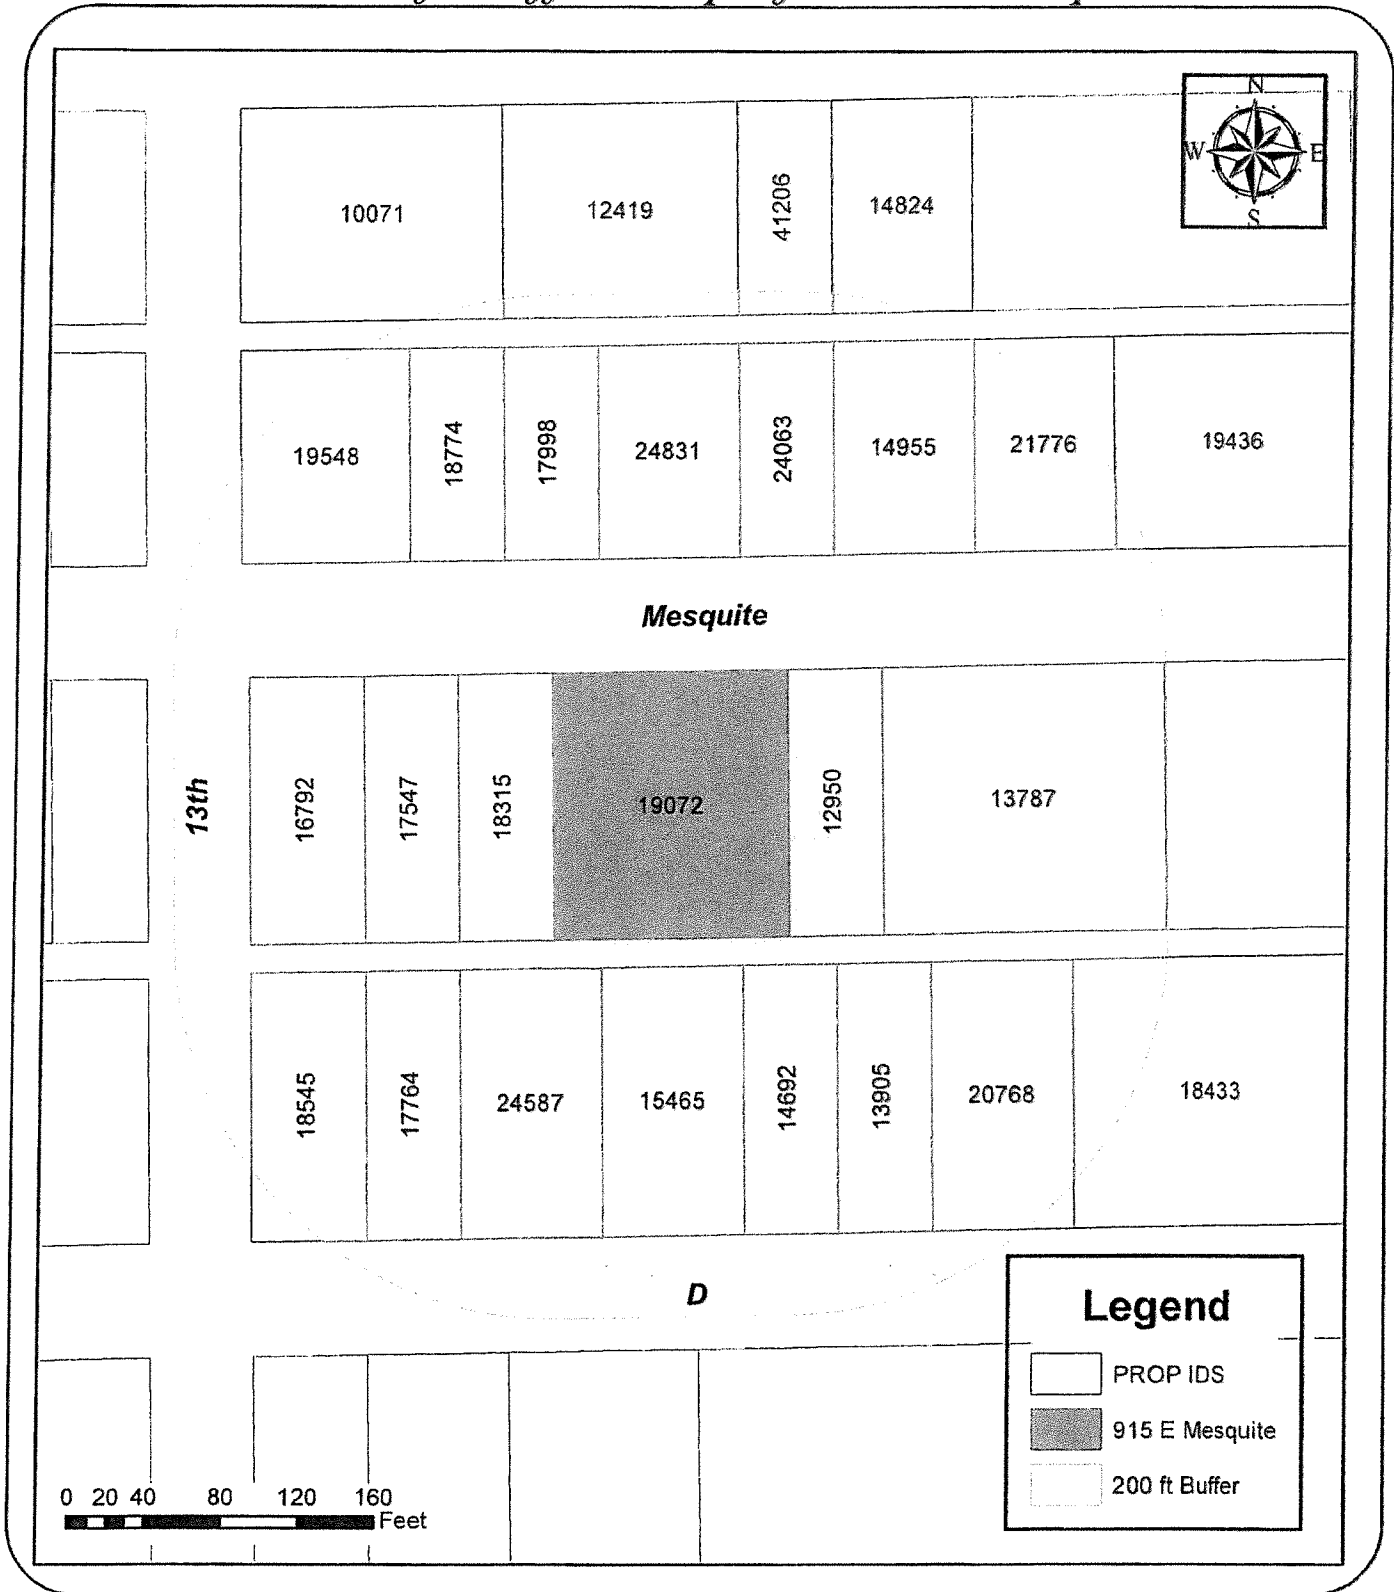 N
W E
S
10071 12419 41206 14824
19548 18774 17998 24831 24063 14955 21776 19436
Mesquite
13th
16792 17547 18315 19072 12950 13787
18545 17764 24587 15465 14692 13905 20768 18433
D
Legend
PROP IDS
915 E Mesquite
200 ft Buffer
0 20 40 80 120 160
Feet